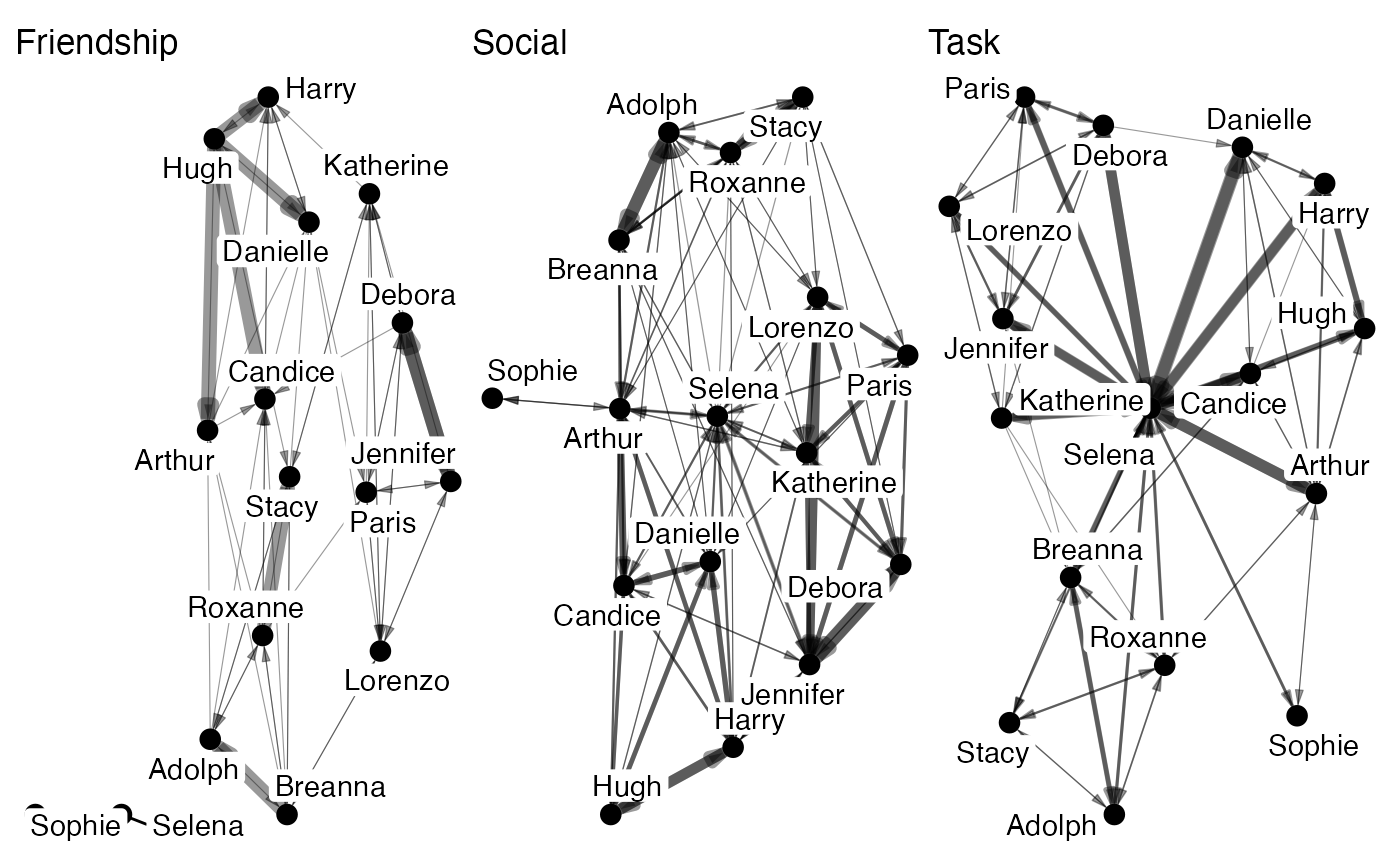 Friendship
Harry
Hugh
Katherine
Danielle
Debora
Candice
Arthur
Jennifer
Stacy
Paris
Roxanne
Lorenzo
Adolph
Breanna
Sophie
Selena
Social
Adolph
Stacy
Roxanne
Breanna
Lorenzo
Sophie
Selena
Paris
Arthur
Katherine
Danielle
Debora
Candice
Jennifer
Harry
Hugh
Task
Paris
Danielle
Debora
Harry
Lorenzo
Hugh
Jennifer
Katherine
Candice
Selena
Arthur
Breanna
Roxanne
Stacy
Sophie
Adolph